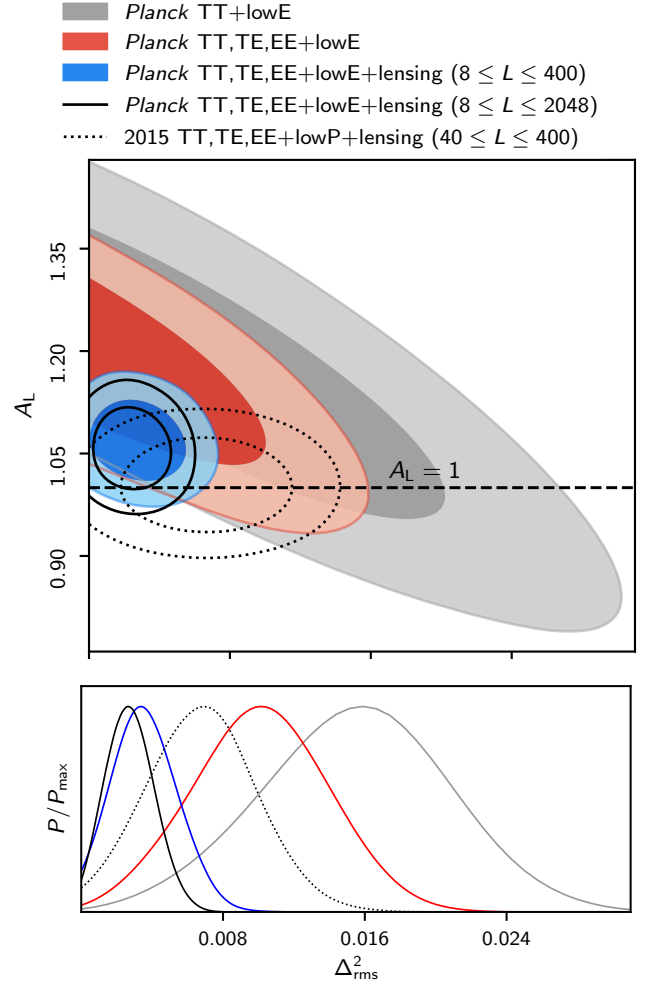 Planck TT+lowE
Planck TT,TE,EE+lowE
Planck TT,TE,EE+lowE+lensing (8 ≤ L ≤ 400)
Planck TT,TE,EE+lowE+lensing (8 ≤ L ≤ 2048)
2015 TT,TE,EE+lowP+lensing (40 ≤ L ≤ 400)
1.35
1.20
1.05
0.90
A_L
A_L = 1
P/P_max
0.008 0.016 0.024
Δ²_rms